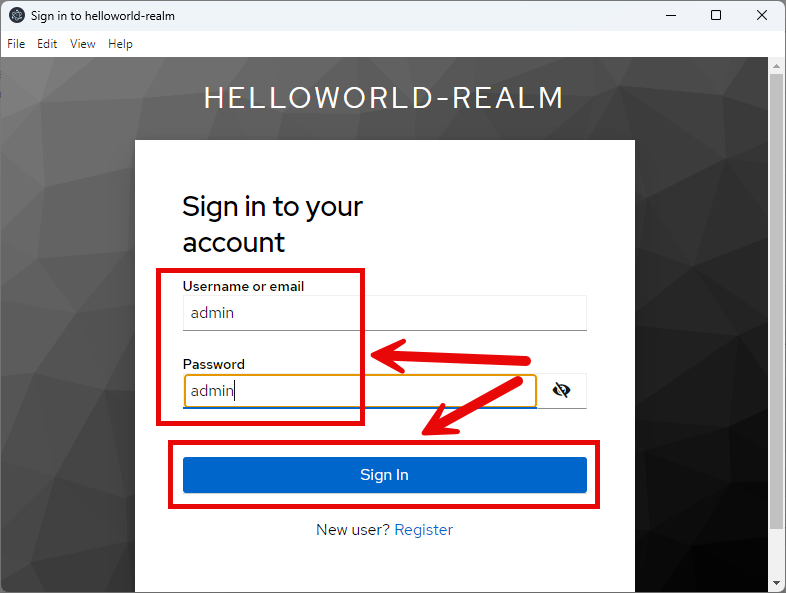 Sign in to helloworld-realm
File Edit View Help
HELLOWORLD-REALM
Sign in to your
account
Username or email
admin
Password
admin
Sign In
New user? Register